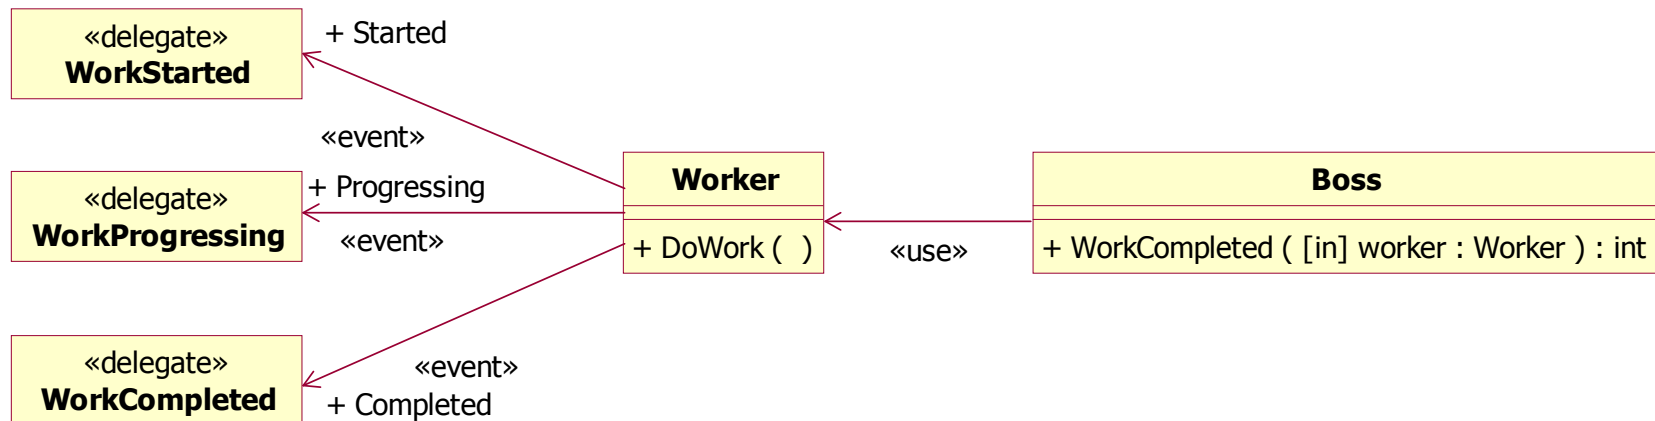 «delegate»
WorkStarted
+ Started
«event»
«delegate»
WorkProgressing
+ Progressing
«event»
«delegate»
WorkCompleted
«event»
+ Completed
Worker
+ DoWork (  )
«use»
Boss
+ WorkCompleted ( [in] worker : Worker ) : int